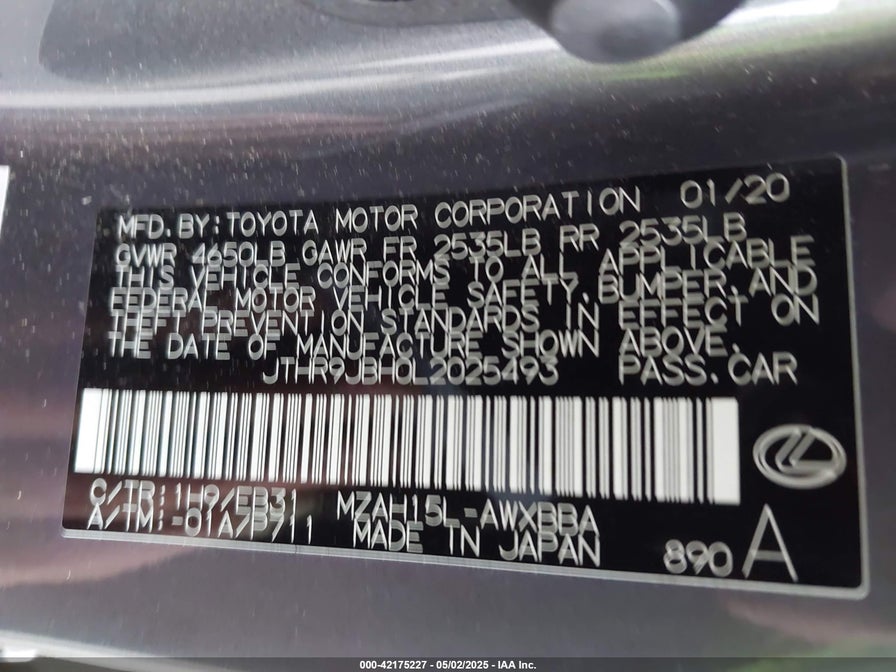 MFD.BY:TOYOTA MOTOR CORPORATION 01/20
GVWR 4650LB GAWR FR 2535LB RR 2535LB
THIS VEHICLE CONFORMS TO ALL APPLICABLE
FEDERAL MOTOR VEHICLE SAFETY,BUMPER,AND
THEFT PREVENTION STANDARDS IN EFFECT ON
THE DATE OF MANUFACTURE SHOWN ABOVE.
JTHR9JBH0L2025493 PASS.CAR
C/TR:1H9/EB31 MZAH15L-AWXBBA
A/TM:-01A/P711 MADE IN JAPAN 890 A
000-42175227 - 05/02/2025 - IAA Inc.